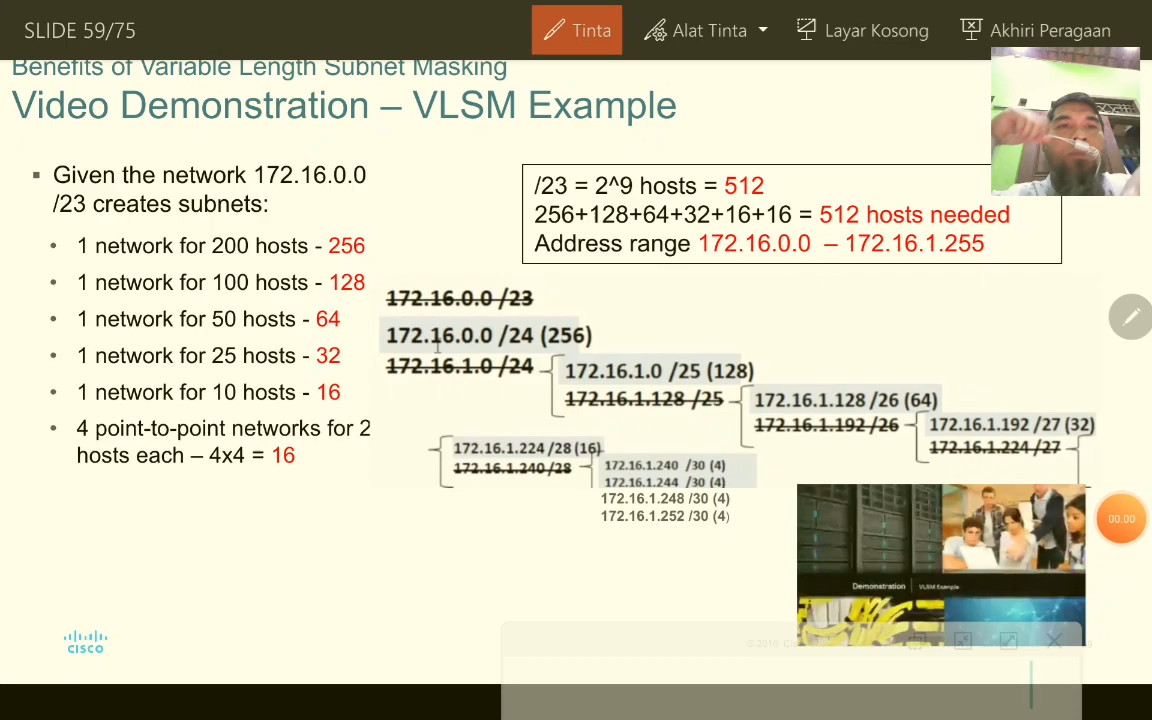 SLIDE 59/75
Tinta
Alat Tinta
Layar Kosong
Akhiri Peragaan
Benefits of Variable Length Subnet Masking
Video Demonstration – VLSM Example
▪ Given the network 172.16.0.0
/23 creates subnets:
• 1 network for 200 hosts - 256
• 1 network for 100 hosts - 128
• 1 network for 50 hosts - 64
• 1 network for 25 hosts - 32
• 1 network for 10 hosts - 16
• 4 point-to-point networks for 2
hosts each – 4x4 = 16
/23 = 2^9 hosts = 512
256+128+64+32+16+16 = 512 hosts needed
Address range 172.16.0.0 – 172.16.1.255
172.16.0.0 /23
172.16.0.0 /24 (256)
172.16.1.0 /24
172.16.1.0 /25 (128)
172.16.1.128 /25
172.16.1.128 /26 (64)
172.16.1.192 /26
172.16.1.192 /27 (32)
172.16.1.224 /27
172.16.1.224 /28 (16)
172.16.1.240 /28
172.16.1.240 /30 (4)
172.16.1.244 /30 (4)
172.16.1.248 /30 (4)
172.16.1.252 /30 (4)
00.00
Demonstration
VLSM Example
CISCO